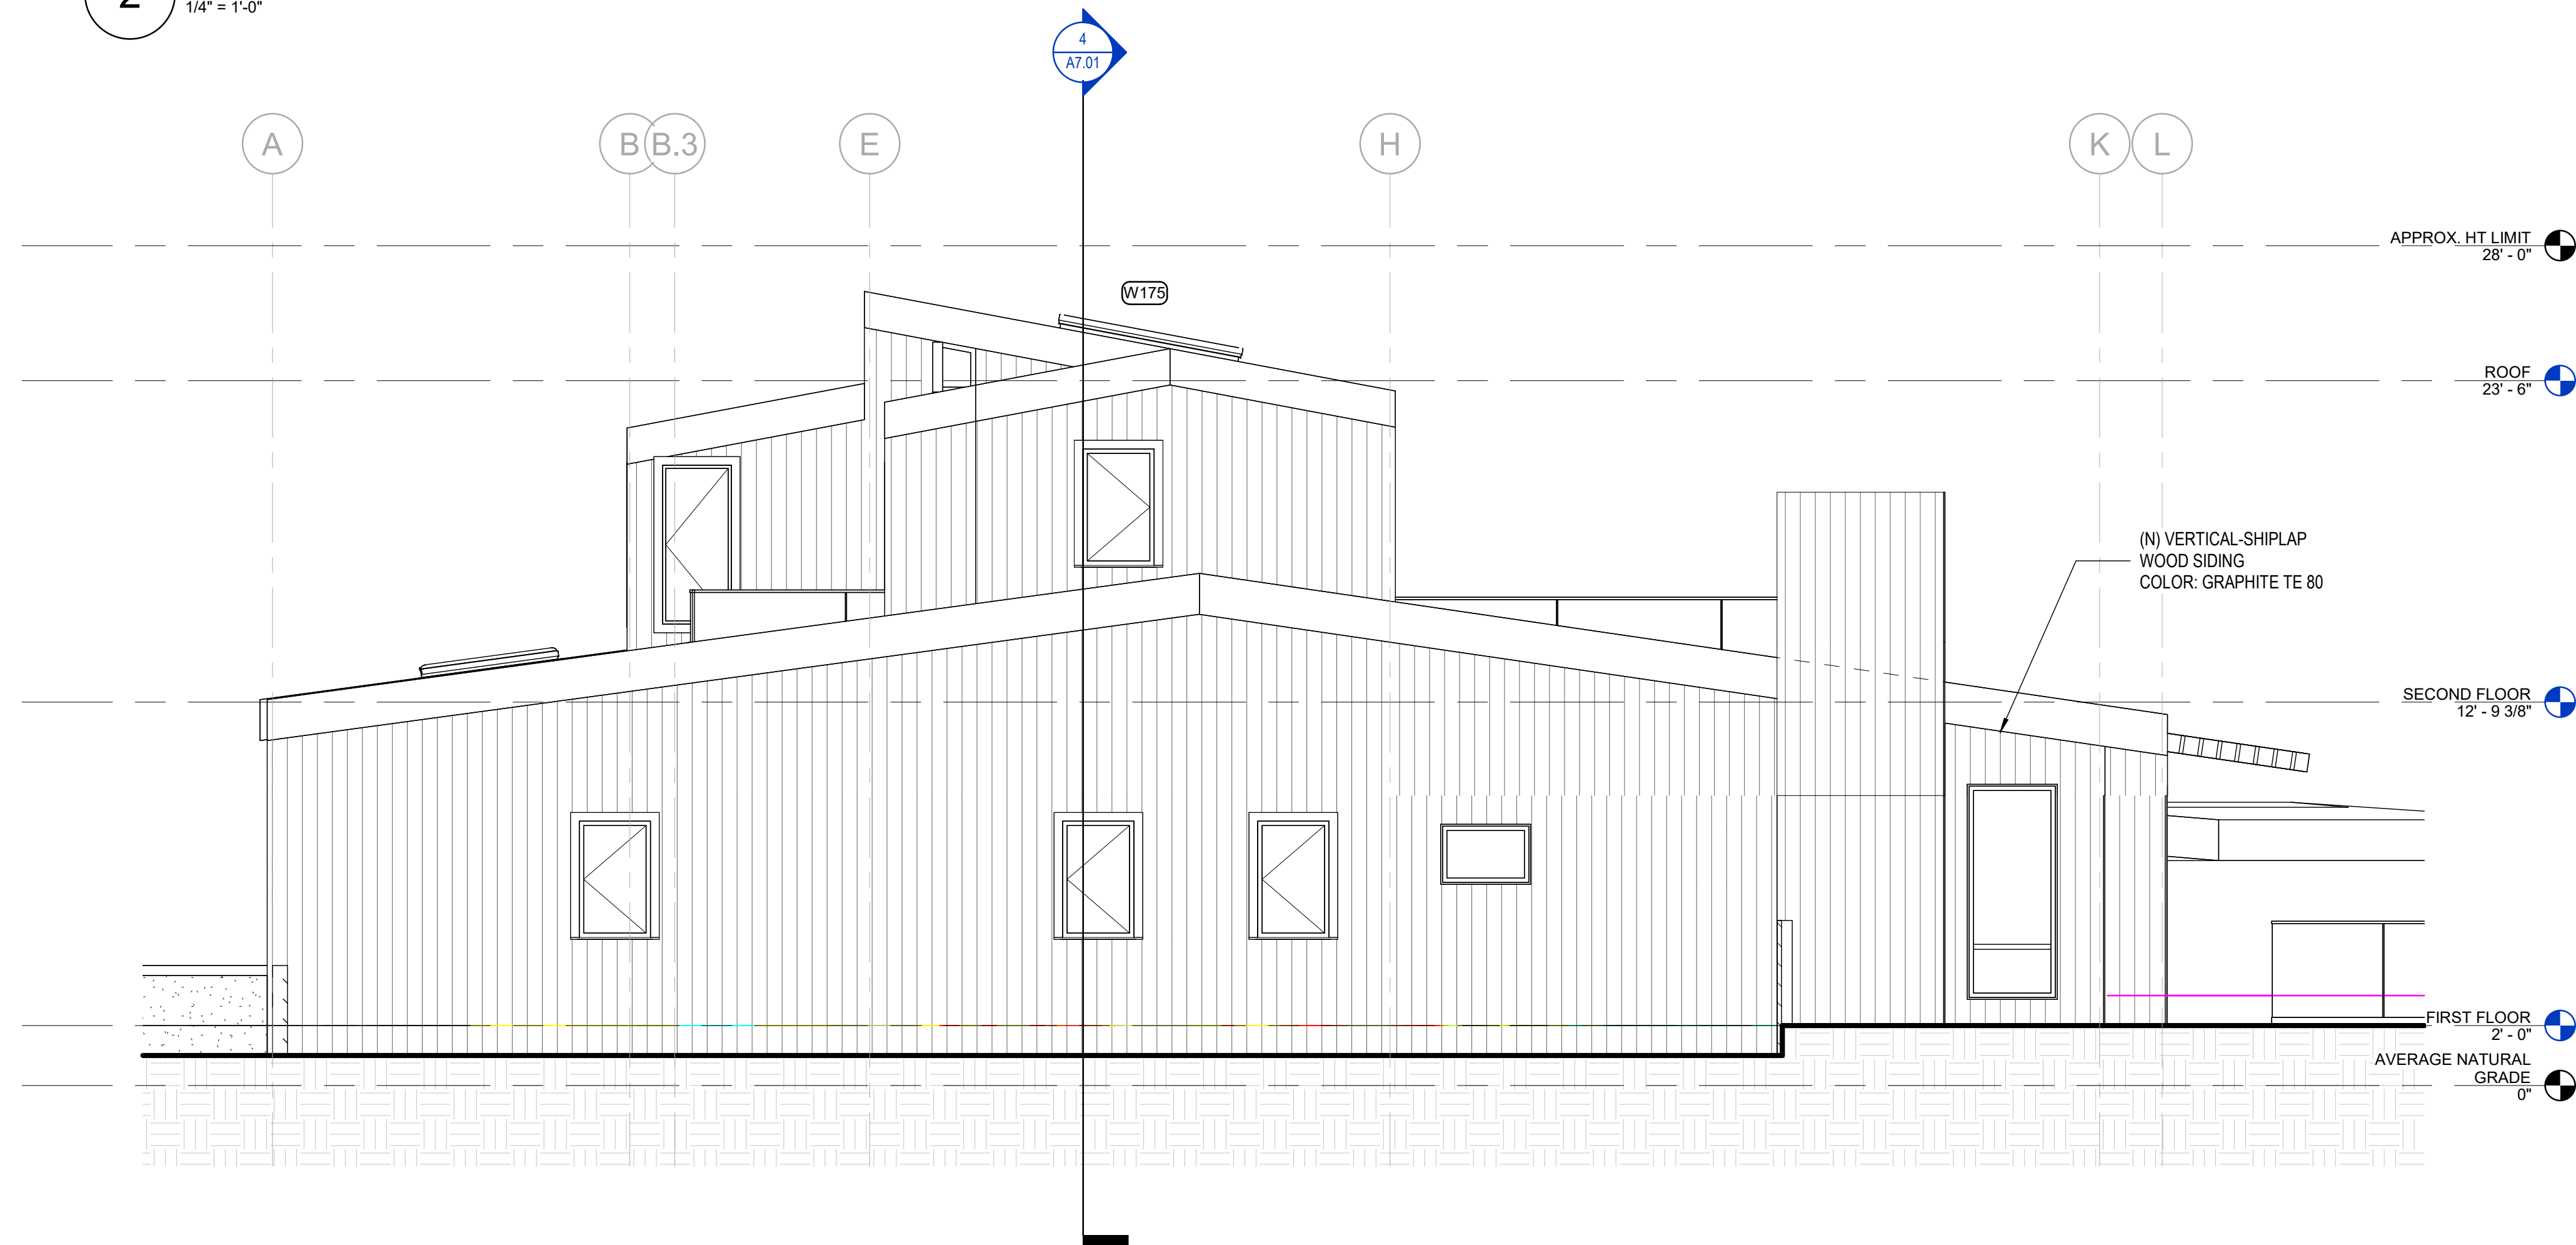 2
1/4" = 1'-0"
4
A7.01
A
B
B.3
E
H
K
L
APPROX. HT LIMIT
28' - 0"
W175
ROOF
23' - 6"
(N) VERTICAL-SHIPLAP
WOOD SIDING
COLOR: GRAPHITE TE 80
SECOND FLOOR
12' - 9 3/8"
FIRST FLOOR
2' - 0"
AVERAGE NATURAL
GRADE
0"